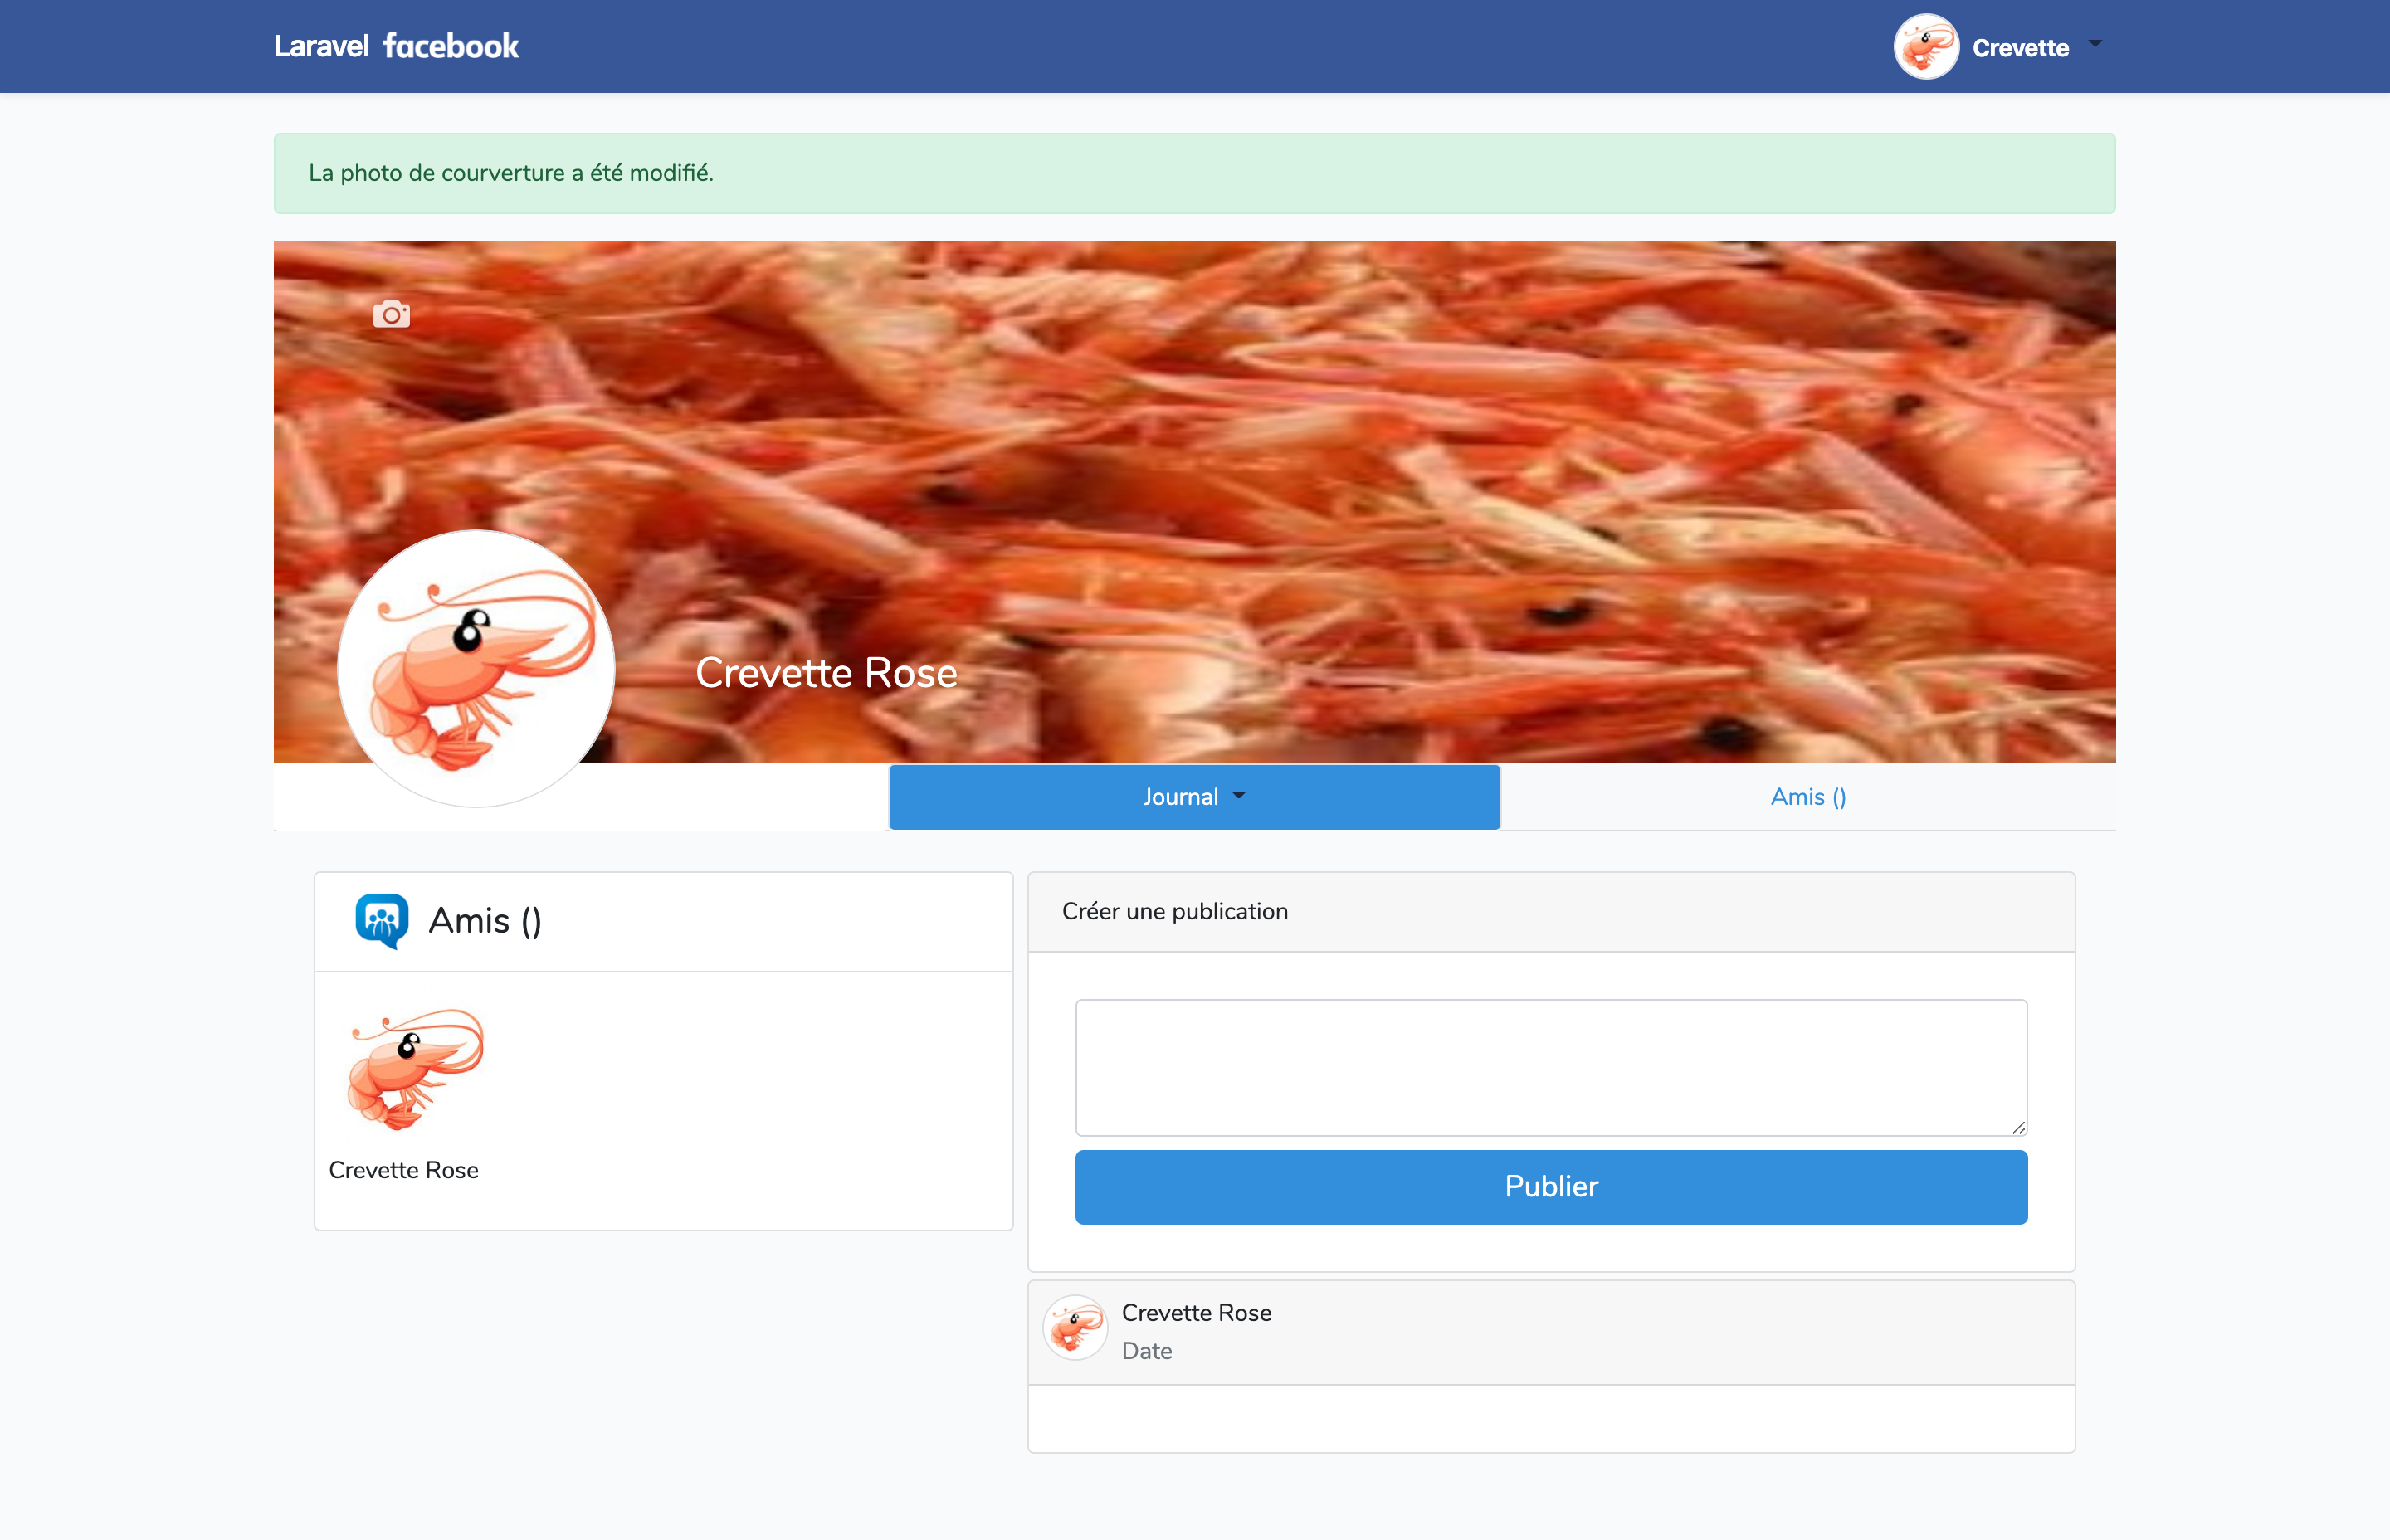 Laravel facebook
Crevette
La photo de courverture a été modifié.
Crevette Rose
Journal
Amis ()
Amis ()
Crevette Rose
Créer une publication
Publier
Crevette Rose
Date